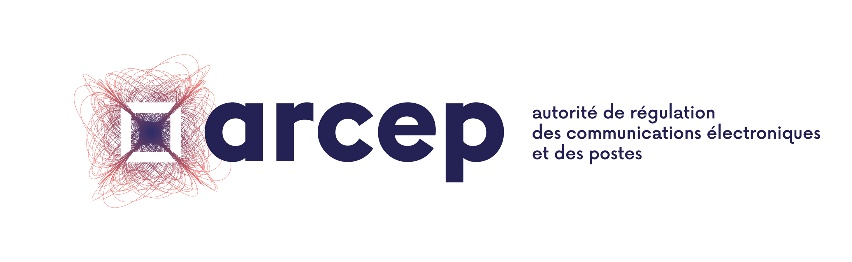 arcep
autorité de régulation
des communications électroniques
et des postes